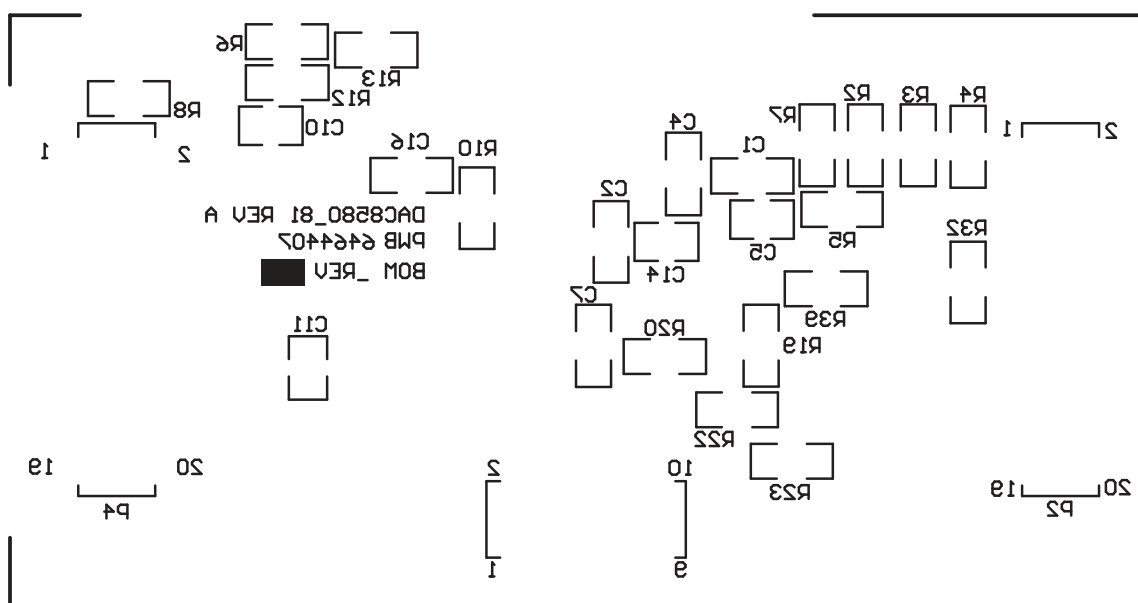 R6
R13
R12
R8
C10
R7
R2
R3
R4
1
2
C4
1
2
C16
R10
C1
C2
DAC8580_81 REV A
R5
R32
PWB 6464407
C5
BOM _REV
C14
C7
C11
R20
R39
R19
R22
19
20
2
10
R23
19
20
P4
P2
1
9